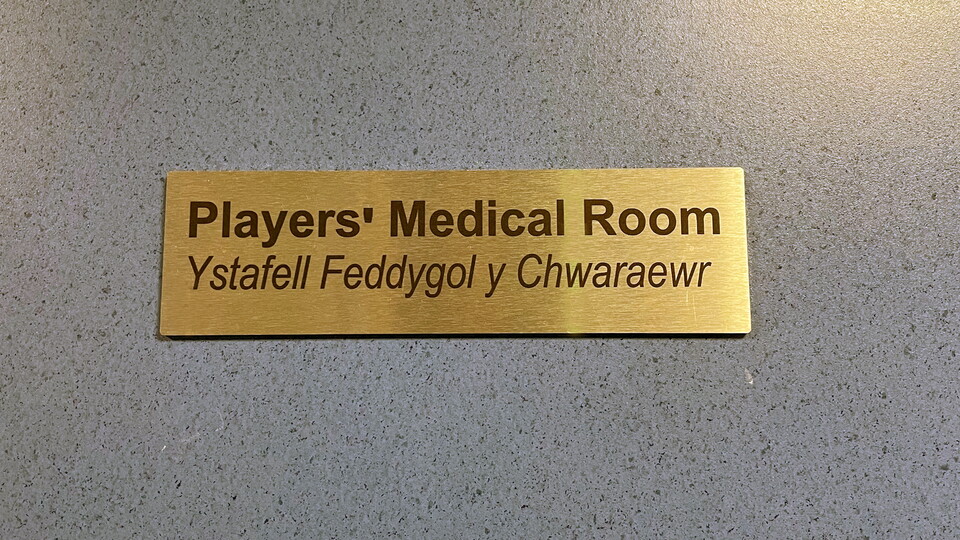 Players' Medical Room
Ystafell Feddygol y Chwaraewr